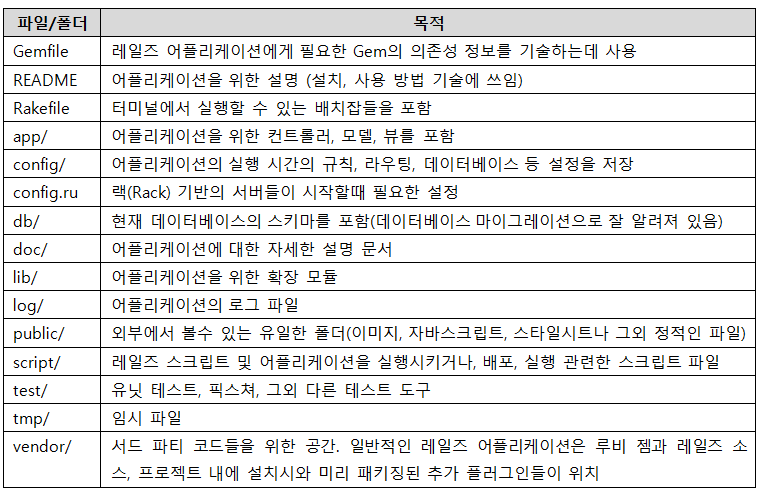 파일/폴더 목적
Gemfile 레일즈 어플리케이션에게 필요한 Gem의 의존성 정보를 기술하는데 사용
README 어플리케이션을 위한 설명 (설치, 사용 방법 기술에 쓰임)
Rakefile 터미널에서 실행할 수 있는 배치잡들을 포함
app/ 어플리케이션을 위한 컨트롤러, 모델, 뷰를 포함
config/ 어플리케이션의 실행 시간의 규칙, 라우팅, 데이터베이스 등 설정을 저장
config.ru 랙(Rack) 기반의 서버들이 시작할때 필요한 설정
db/ 현재 데이터베이스의 스키마를 포함(데이터베이스 마이그레이션으로 잘 알려져 있음)
doc/ 어플리케이션에 대한 자세한 설명 문서
lib/ 어플리케이션을 위한 확장 모듈
log/ 어플리케이션의 로그 파일
public/ 외부에서 볼수 있는 유일한 폴더(이미지, 자바스크립트, 스타일시트나 그외 정적인 파일)
script/ 레일즈 스크립트 및 어플리케이션을 실행시키거나, 배포, 실행 관련한 스크립트 파일
test/ 유닛 테스트, 픽스쳐, 그외 다른 테스트 도구
tmp/ 임시 파일
vendor/ 서드 파티 코드들을 위한 공간. 일반적인 레일즈 어플리케이션은 루비 젬과 레일즈 소
스, 프로젝트 내에 설치시와 미리 패키징된 추가 플러그인들이 위치